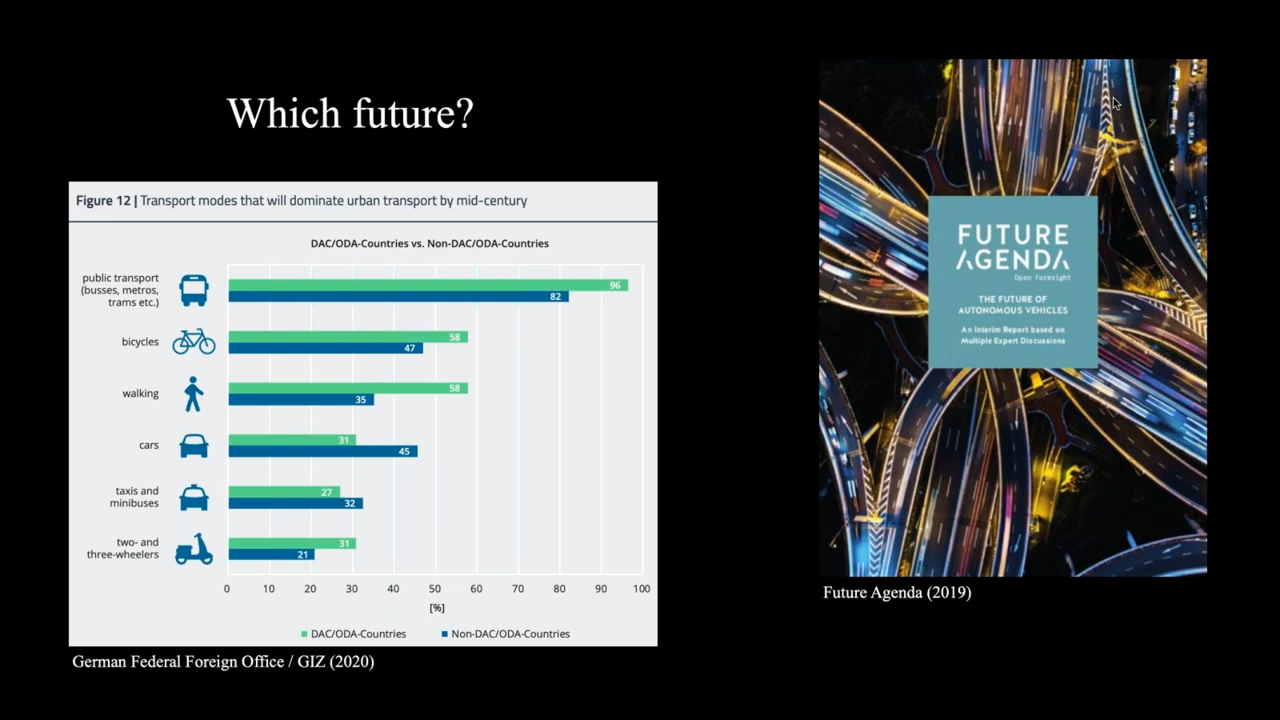 Which future?
Figure 12 | Transport modes that will dominate urban transport by mid-century
DAC/ODA-Countries vs. Non-DAC/ODA-Countries
public transport
(busses, metros,
trams etc.)
96
82
bicycles
58
47
walking
58
35
cars
31
45
taxis and
minibuses
27
32
two- and
three-wheelers
31
21
0 10 20 30 40 50 60 70 80 90 100
[%]
DAC/ODA-Countries Non-DAC/ODA-Countries
German Federal Foreign Office / GIZ (2020)
FUTURE
AGENDA
Open Foresight
THE FUTURE OF
AUTONOMOUS VEHICLES
An Interim Report based on
Multiple Expert Discussions
Future Agenda (2019)